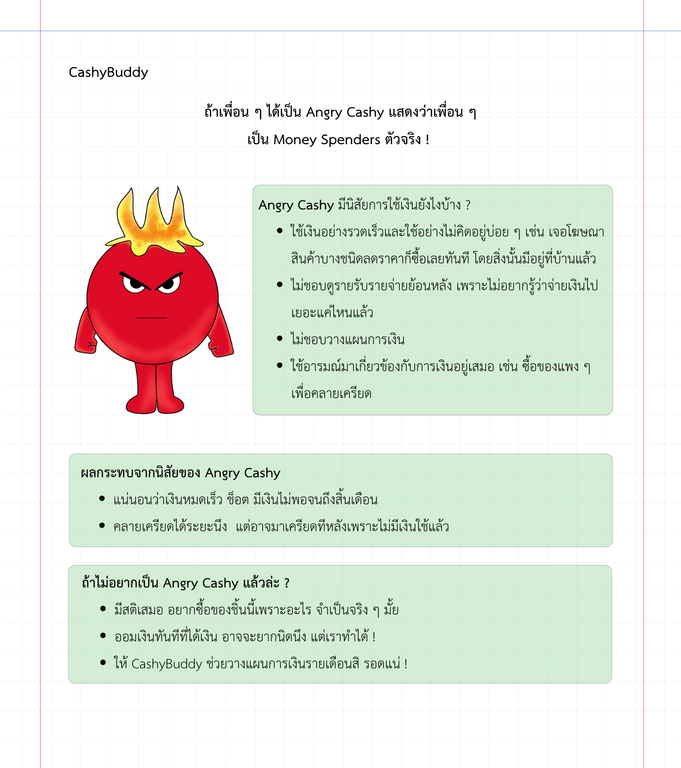 CashyBuddy
ถ้าเพื่อน ๆ ได้เป็น Angry Cashy แสดงว่าเพื่อน ๆ
เป็น Money Spenders ตัวจริง !
Angry Cashy มีนิสัยการใช้เงินยังไงบ้าง ?
• ใช้เงินอย่างรวดเร็วและใช้อย่างไม่คิดอยู่บ่อย ๆ เช่น เจอโฆษณา
สินค้าบางชนิดลดราคาก็ซื้อเลยทันที โดยสิ่งนั้นมีอยู่ที่บ้านแล้ว
• ไม่ชอบดูรายรับรายจ่ายย้อนหลัง เพราะไม่อยากรู้ว่าจ่ายเงินไป
เยอะแค่ไหนแล้ว
• ไม่ชอบวางแผนการเงิน
• ใช้อารมณ์มาเกี่ยวข้องกับการเงินอยู่เสมอ เช่น ซื้อของแพง ๆ
เพื่อคลายเครียด
ผลกระทบจากนิสัยของ Angry Cashy
• แน่นอนว่าเงินหมดเร็ว ช็อต มีเงินไม่พอจนถึงสิ้นเดือน
• คลายเครียดได้ระยะนึง แต่อาจมาเครียดทีหลังเพราะไม่มีเงินใช้แล้ว
ถ้าไม่อยากเป็น Angry Cashy แล้วล่ะ ?
• มีสติเสมอ อยากซื้อของชิ้นนี้เพราะอะไร จำเป็นจริง ๆ มั้ย
• ออมเงินทันทีที่ได้เงิน อาจจะยากนิดนึง แต่เราทำได้ !
• ให้ CashyBuddy ช่วยวางแผนการเงินรายเดือนสิ รอดแน่ !